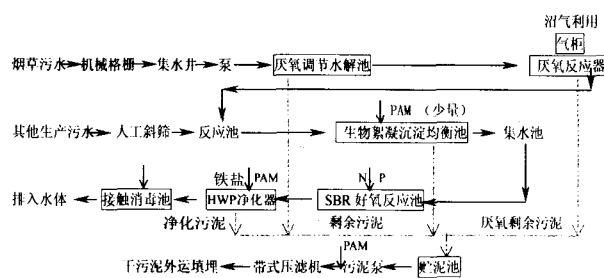 沼气利用
气柜
烟草污水 机械格栅 集水井 泵 厌氧调节水解池 厌氧反应器
PAM (少量)
其他生产污水 人工斜筛 反应池 生物絮凝沉淀均衡池 集水池
铁盐 PAM N P
排入水体 接触消毒池 HWP净化器 SBR 好氧反应池
净化污泥 剩余污泥 厌氧剩余污泥
PAM
干污泥外运填埋 带式压滤机 污泥泵 贮泥池